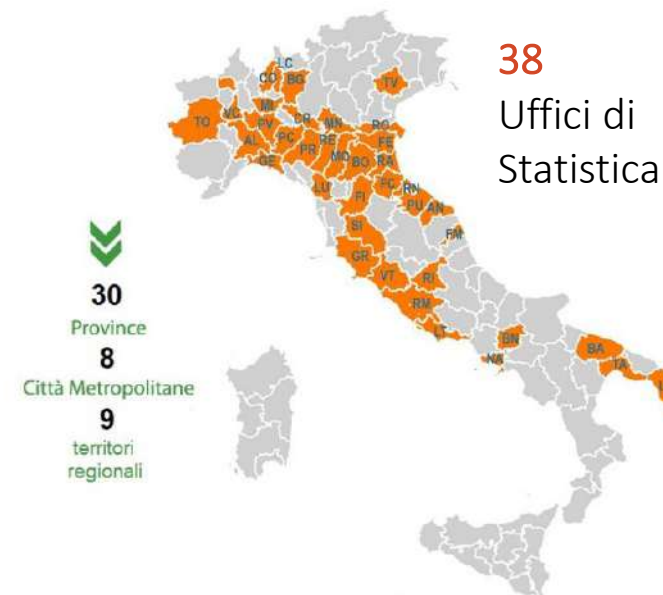 38
Uffici di
Statistica
30
Province
8
Città Metropolitane
9
territori
regionali
LC
CO
BG
TV
TO
VC
MI
CR
MN
RO
PV
AL
PC
PR
RE
MO
BO
FE
RA
GE
LU
FI
FC
RN
PU
AN
SI
FM
GR
VT
RI
RM
LT
BN
NA
BA
TA